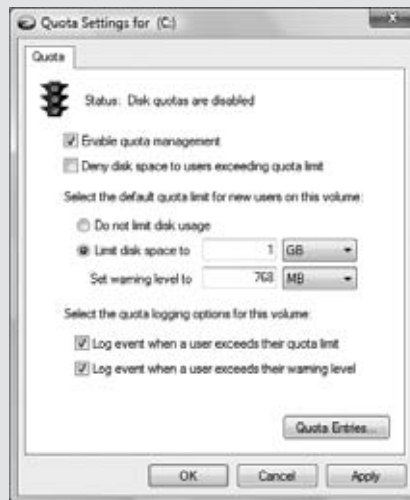 Quota Settings for (C:)
Quota
Status: Disk quotas are disabled
Enable quota management
Deny disk space to users exceeding quota limit
Select the default quota limit for new users on this volume:
Do not limit disk usage
Limit disk space to 1 GB
Set warning level to 768 MB
Select the quota logging options for this volume:
Log event when a user exceeds their quota limit
Log event when a user exceeds their warning level
Quota Entries...
OK Cancel Apply